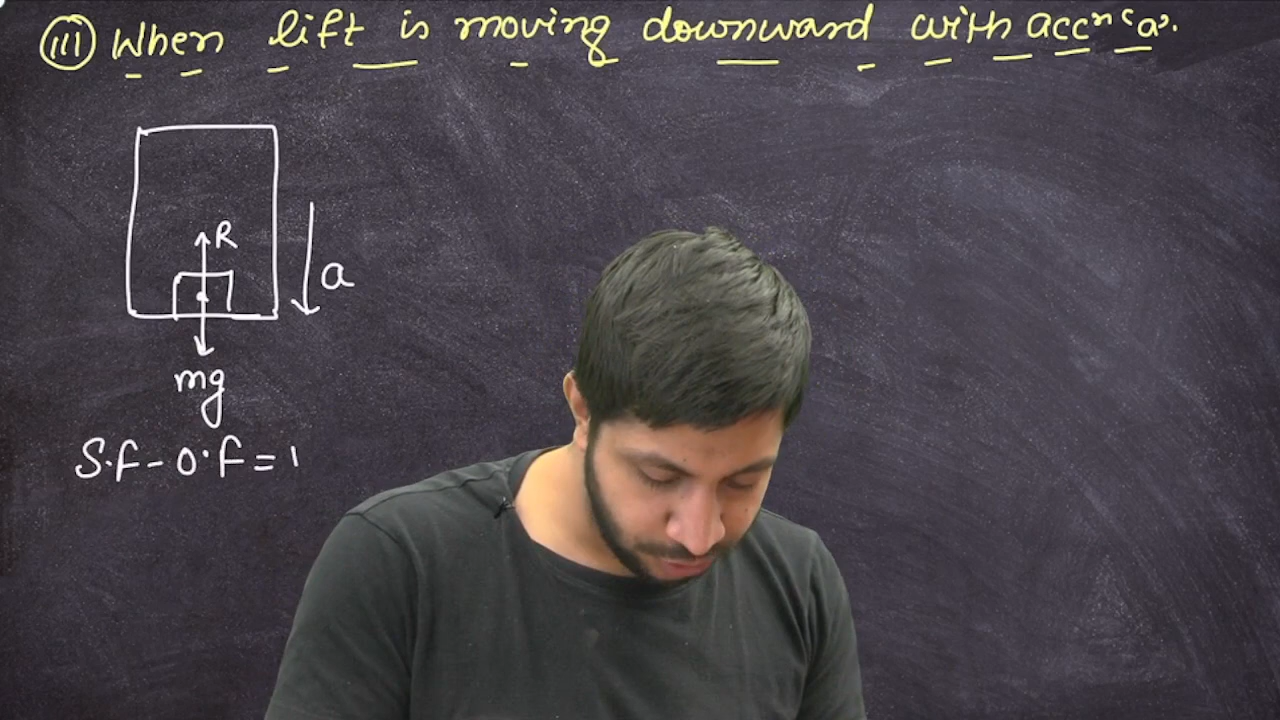 (iii) When lift is moving downward with accⁿ 'a'.
R
a
mg
S.f - O.f = 1